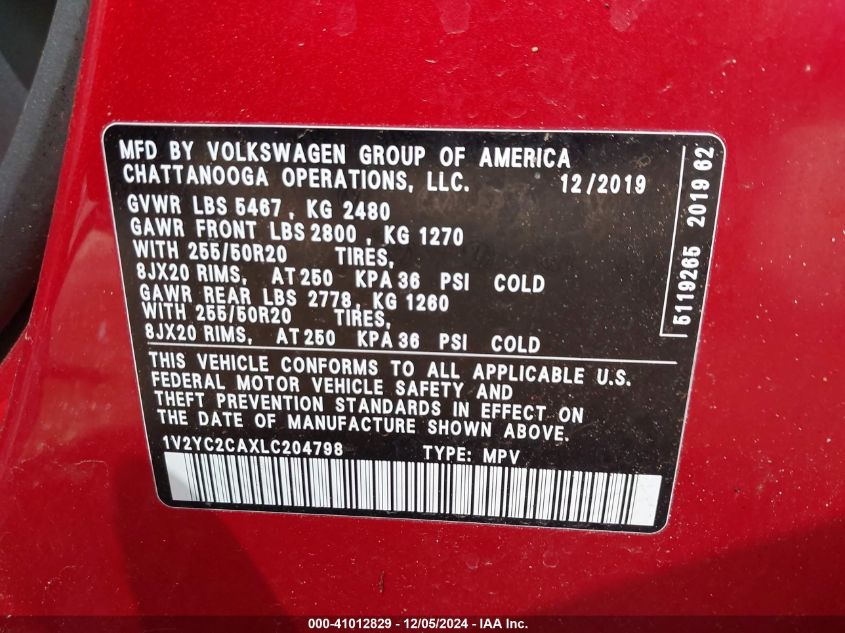 MFD BY VOLKSWAGEN GROUP OF AMERICA
CHATTANOOGA OPERATIONS, LLC. 12/2019
GVWR LBS 5467, KG 2480
GAWR FRONT LBS 2800, KG 1270
WITH 255/50R20 TIRES,
8JX20 RIMS, AT 250 KPA 36 PSI COLD
GAWR REAR LBS 2778, KG 1260
WITH 255/50R20 TIRES,
8JX20 RIMS, AT 250 KPA 36 PSI COLD
THIS VEHICLE CONFORMS TO ALL APPLICABLE U.S.
FEDERAL MOTOR VEHICLE SAFETY AND
THEFT PREVENTION STANDARDS IN EFFECT ON
THE DATE OF MANUFACTURE SHOWN ABOVE.
1V2YC2CAXLC204798 TYPE: MPV
5119265 2019 62
000-41012829 - 12/05/2024 - IAA Inc.